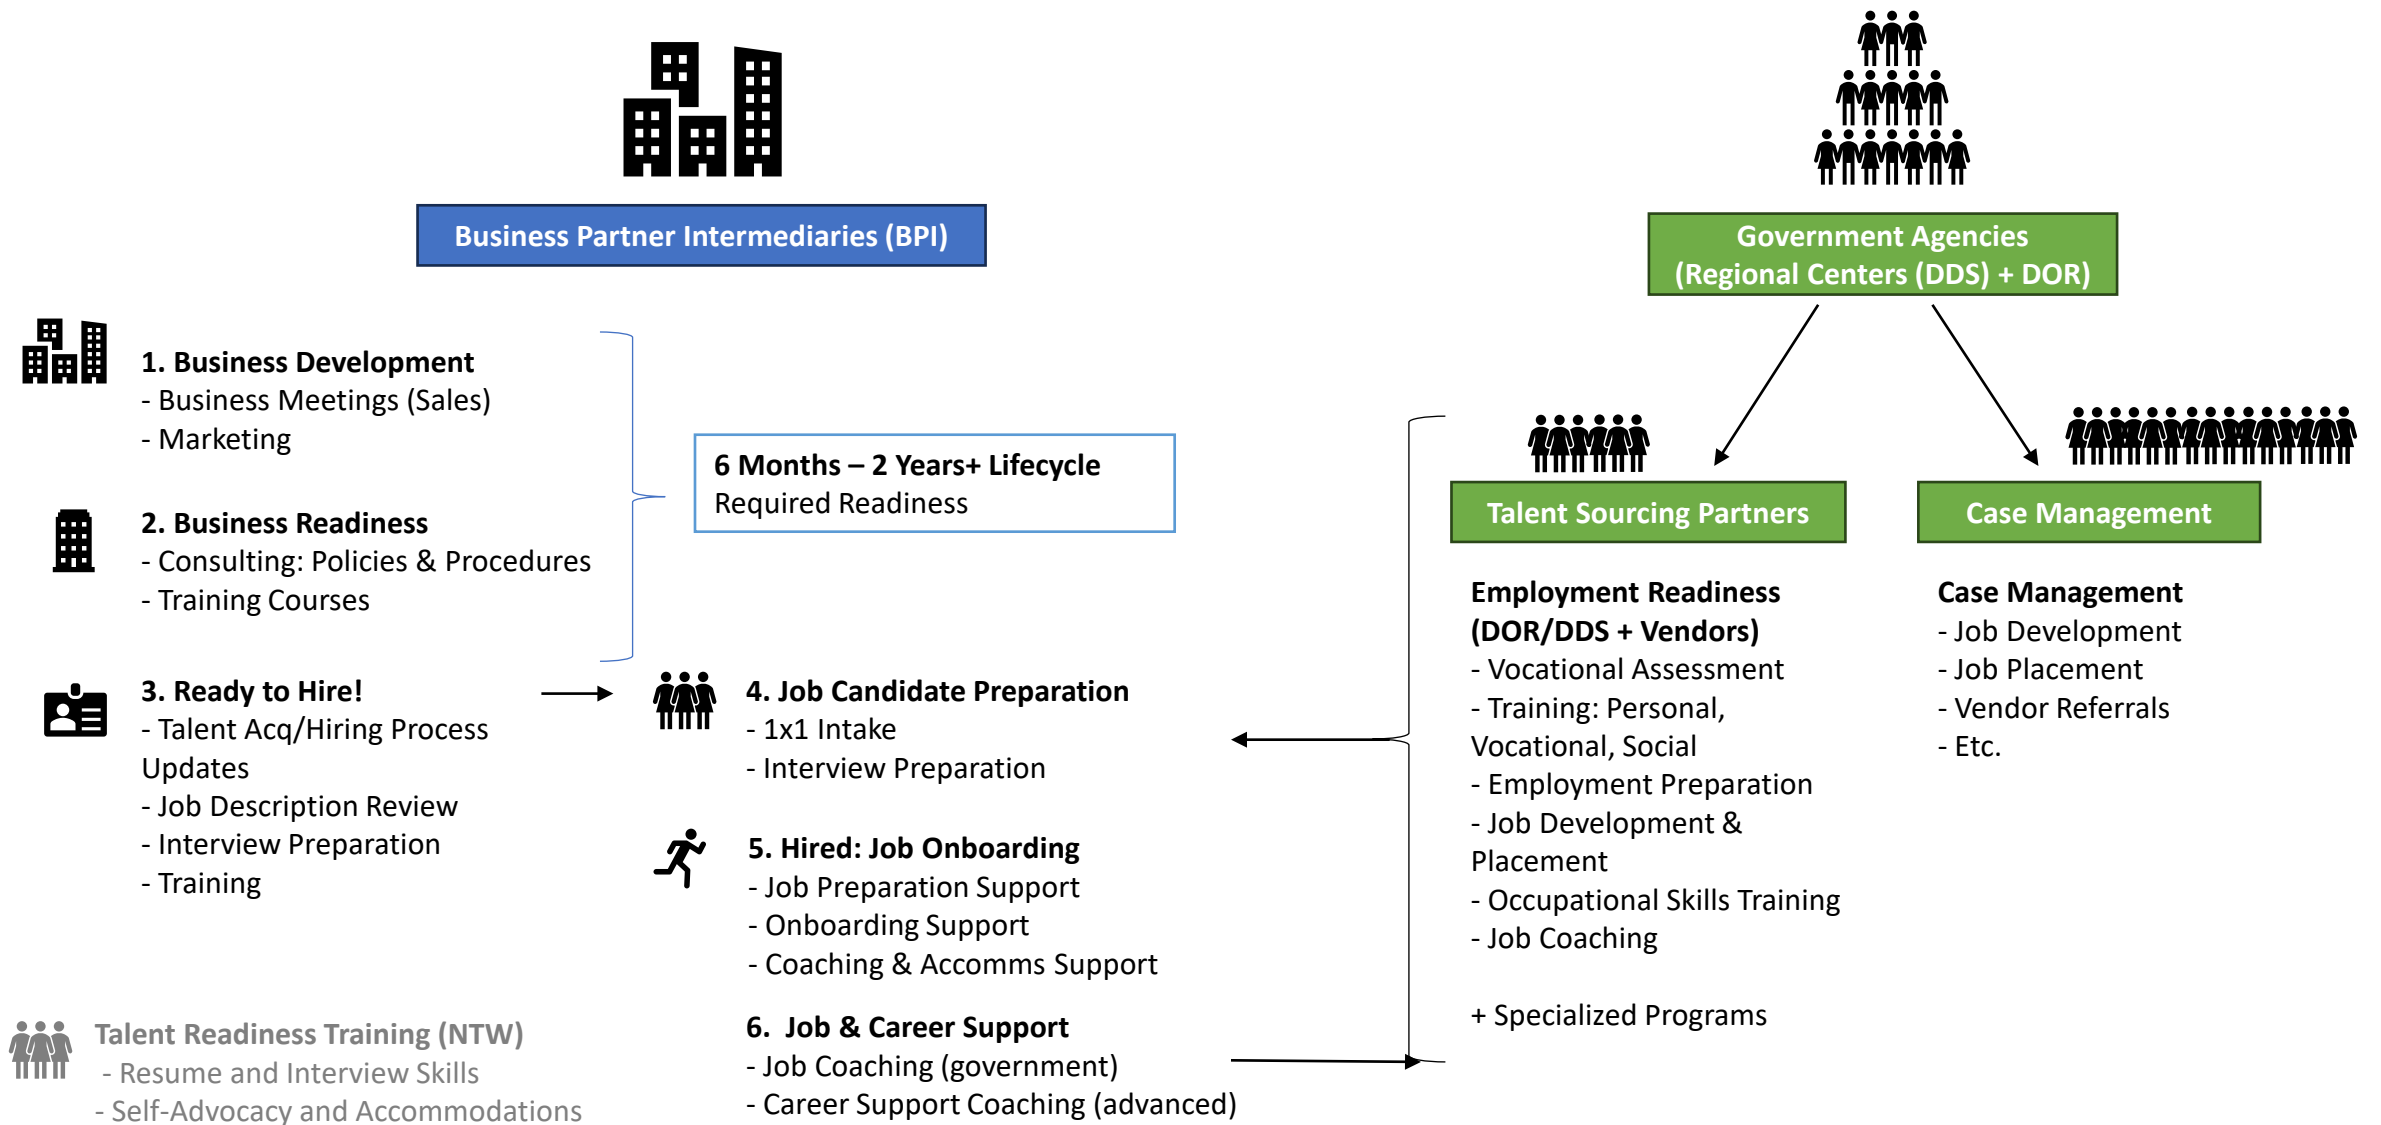 Business Partner Intermediaries (BPI)
Government Agencies
(Regional Centers (DDS) + DOR)
1. Business Development
- Business Meetings (Sales)
- Marketing
2. Business Readiness
- Consulting: Policies & Procedures
- Training Courses
3. Ready to Hire!
- Talent Acq/Hiring Process
Updates
- Job Description Review
- Interview Preparation
- Training
Talent Readiness Training (NTW)
- Resume and Interview Skills
- Self-Advocacy and Accommodations
6 Months – 2 Years+ Lifecycle
Required Readiness
4. Job Candidate Preparation
- 1x1 Intake
- Interview Preparation
5. Hired: Job Onboarding
- Job Preparation Support
- Onboarding Support
- Coaching & Accomms Support
6. Job & Career Support
- Job Coaching (government)
- Career Support Coaching (advanced)
Talent Sourcing Partners
Employment Readiness
(DOR/DDS + Vendors)
- Vocational Assessment
- Training: Personal,
Vocational, Social
- Employment Preparation
- Job Development &
Placement
- Occupational Skills Training
- Job Coaching
+ Specialized Programs
Case Management
Case Management
- Job Development
- Job Placement
- Vendor Referrals
- Etc.